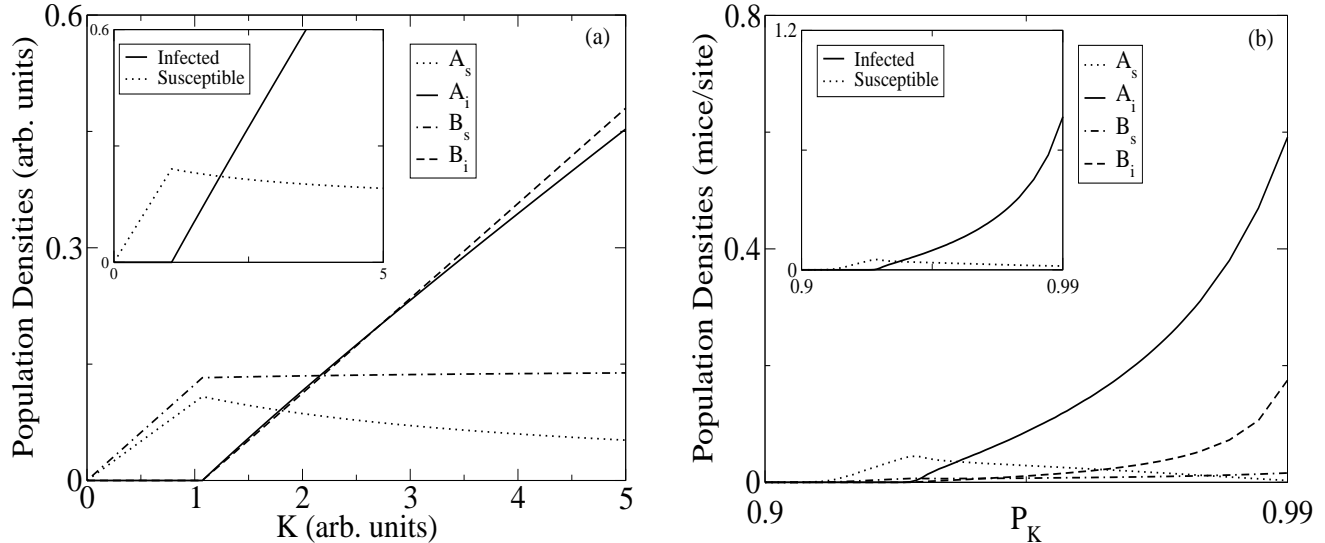 Population Densities (arb. units)
0.6
0.3
0
0 1 2 3 4 5
K (arb. units)
(a)
A_s
A_i
B_s
B_i
0.6
0
0 5
Infected
Susceptible
Population Densities (mice/site)
0.8
0.4
0
0.9 0.99
P_K
(b)
A_s
A_i
B_s
B_i
1.2
0
0.9 0.99
Infected
Susceptible